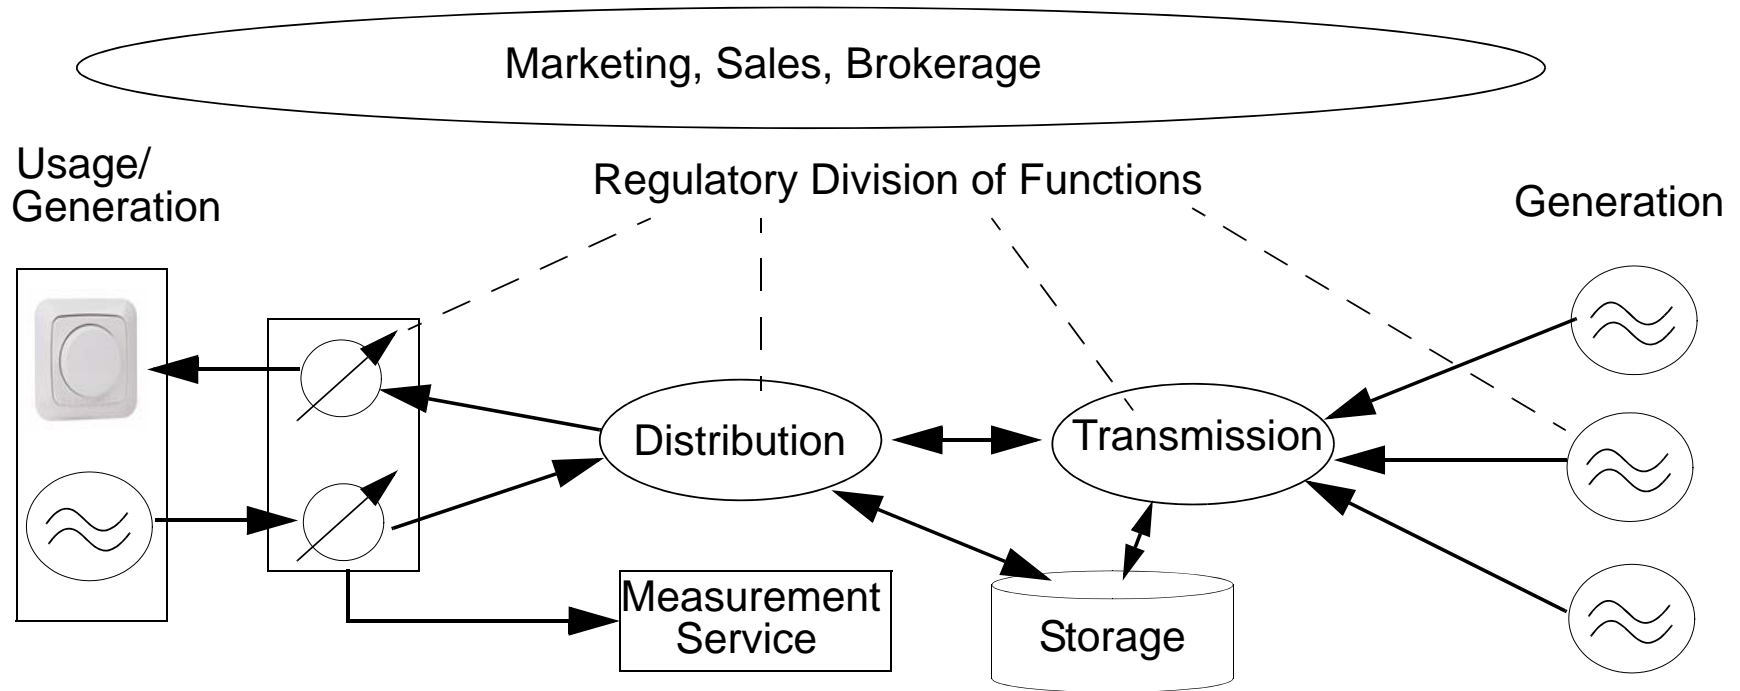 Marketing, Sales, Brokerage
Usage/
Generation
Regulatory Division of Functions
Generation
Distribution
Transmission
Measurement
Service
Storage